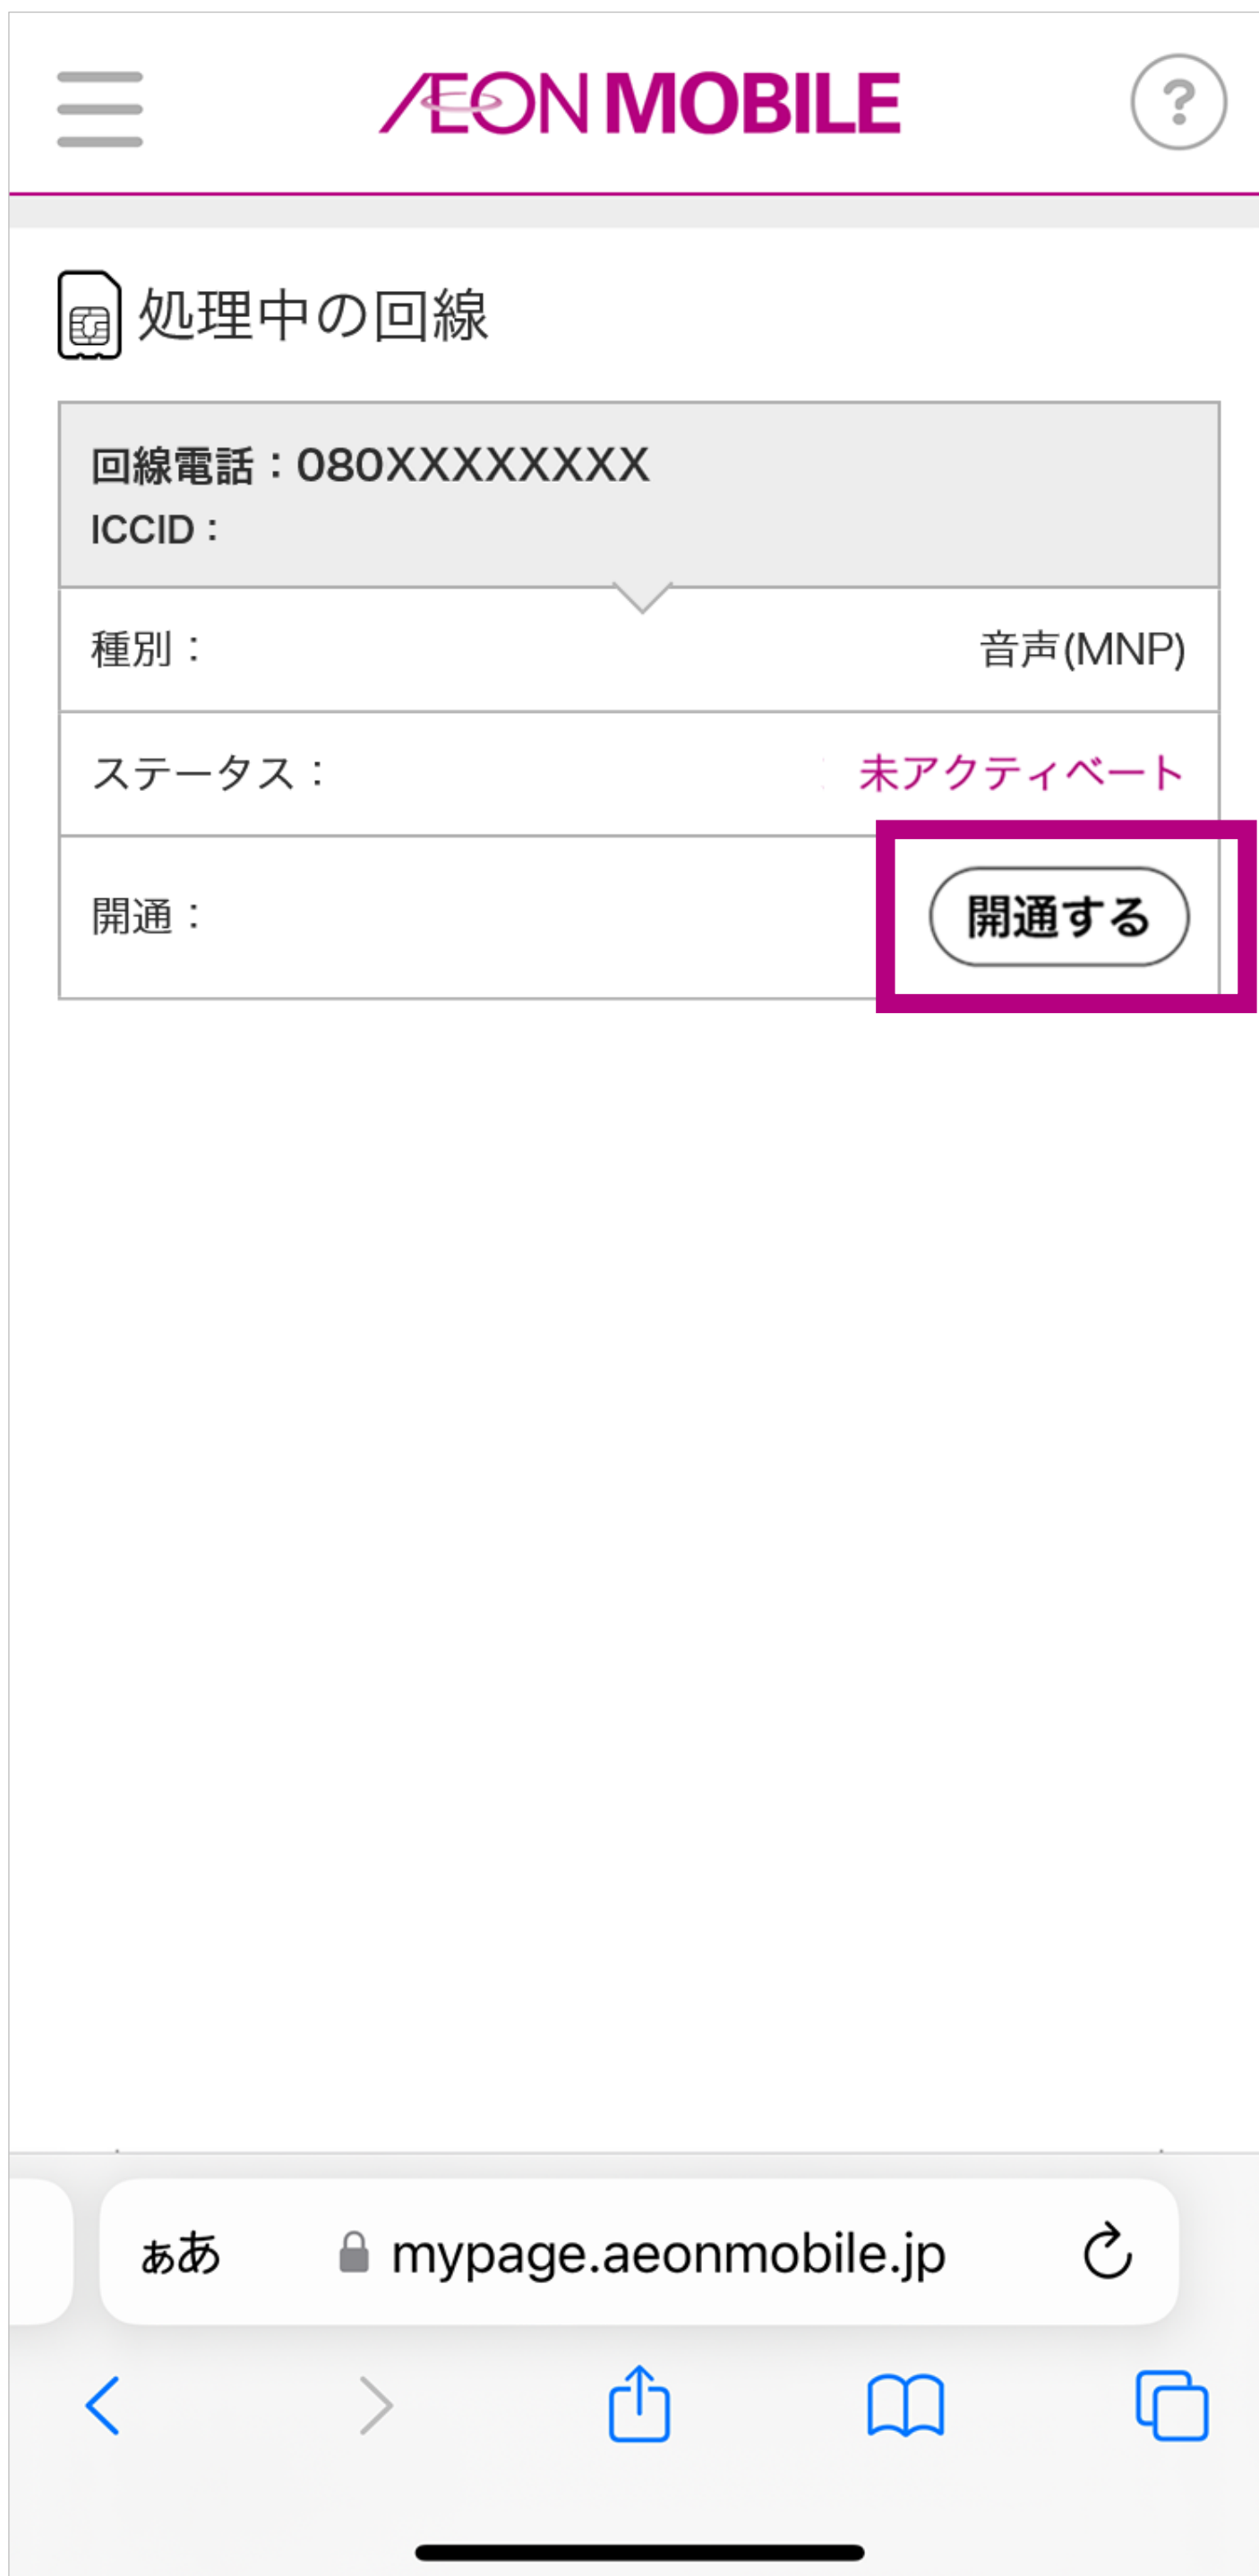 ÆON MOBILE
?
処理中の回線
回線電話：080XXXXXXXX
ICCID：
種別： 音声(MNP)
ステータス： 未アクティベート
開通： 開通する
ぁあ mypage.aeonmobile.jp